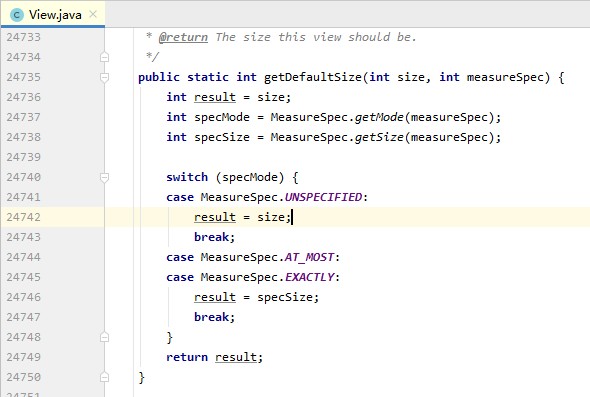 View.java
24733 * @return The size this view should be.
24734 */
24735 public static int getDefaultSize(int size, int measureSpec) {
24736 int result = size;
24737 int specMode = MeasureSpec.getMode(measureSpec);
24738 int specSize = MeasureSpec.getSize(measureSpec);
24739
24740 switch (specMode) {
24741 case MeasureSpec.UNSPECIFIED:
24742 result = size;
24743 break;
24744 case MeasureSpec.AT_MOST:
24745 case MeasureSpec.EXACTLY:
24746 result = specSize;
24747 break;
24748 }
24749 return result;
24750 }
24751